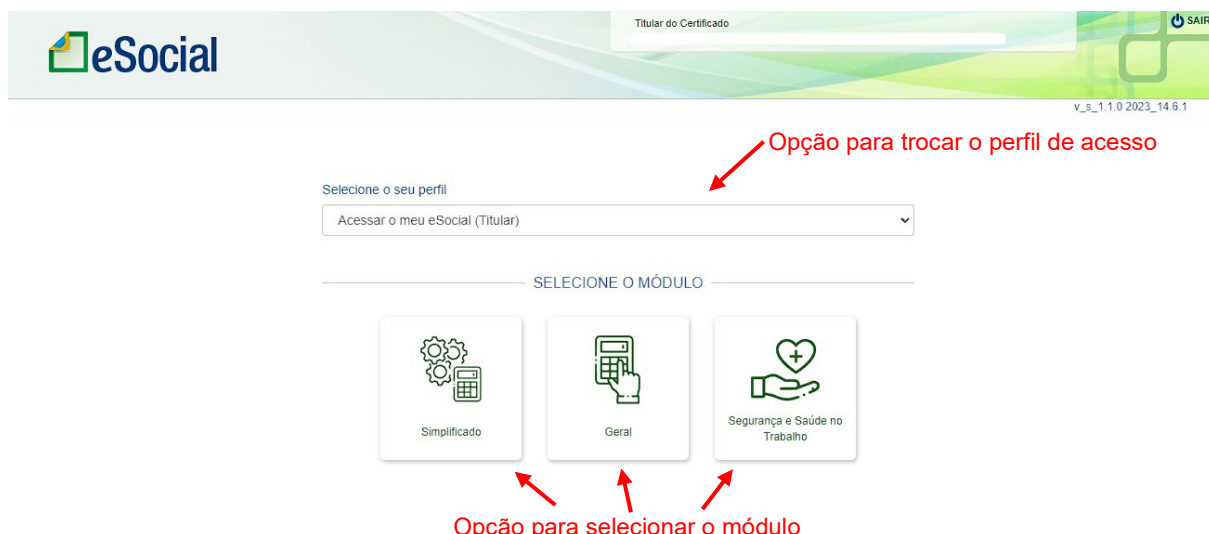 Titular do Certificado
SAIR
eSocial
v_s_1.1.0 2023_14.6.1
Opção para trocar o perfil de acesso
Selecione o seu perfil
Acessar o meu eSocial (Titular)
SELECIONE O MÓDULO
Simplificado
Geral
Segurança e Saúde no
Trabalho
Opção para selecionar o módulo